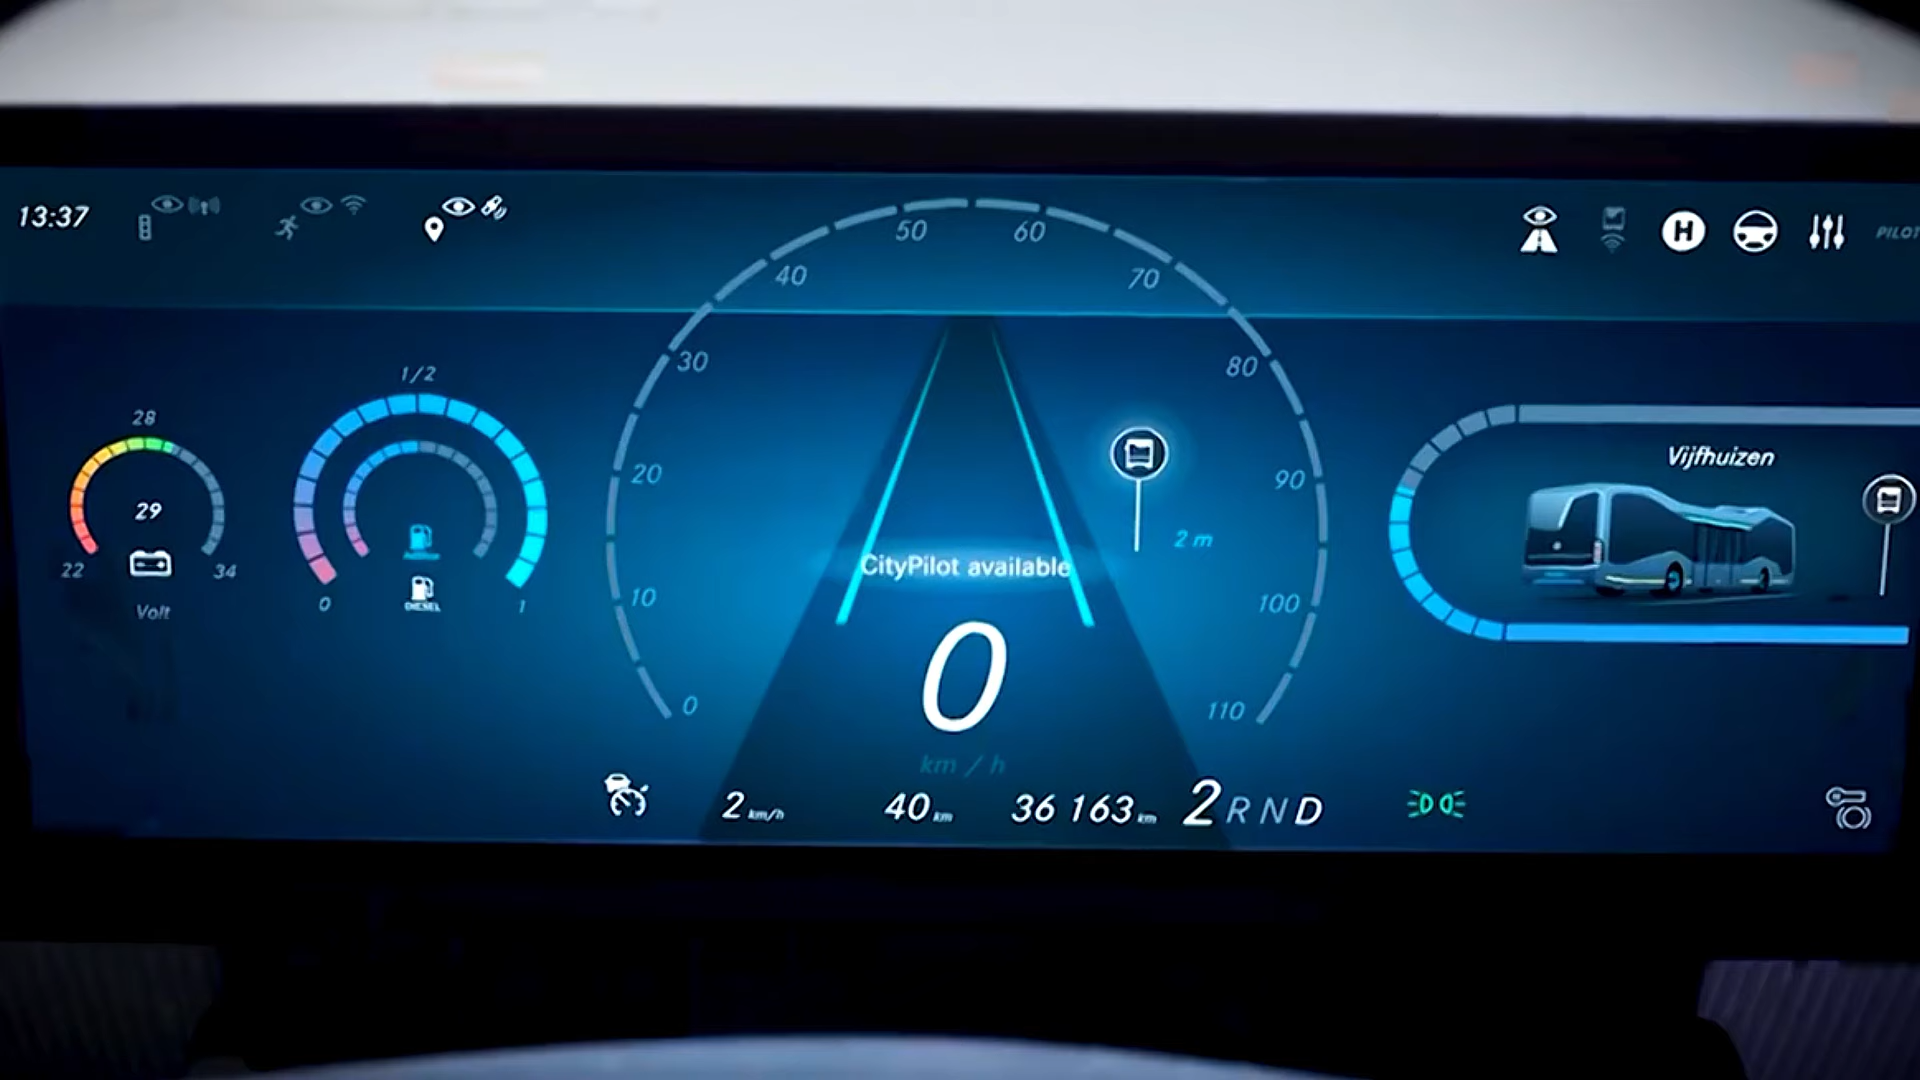 13:37
H
PILOT
50
60
40
70
30
80
20
90
10
100
0
110
1/2
0
1
DIESEL
28
29
22
34
Volt
Vijfhuizen
2 m
CityPilot available
0
km / h
2 km/h
40 km
36 163 km
2 R N D